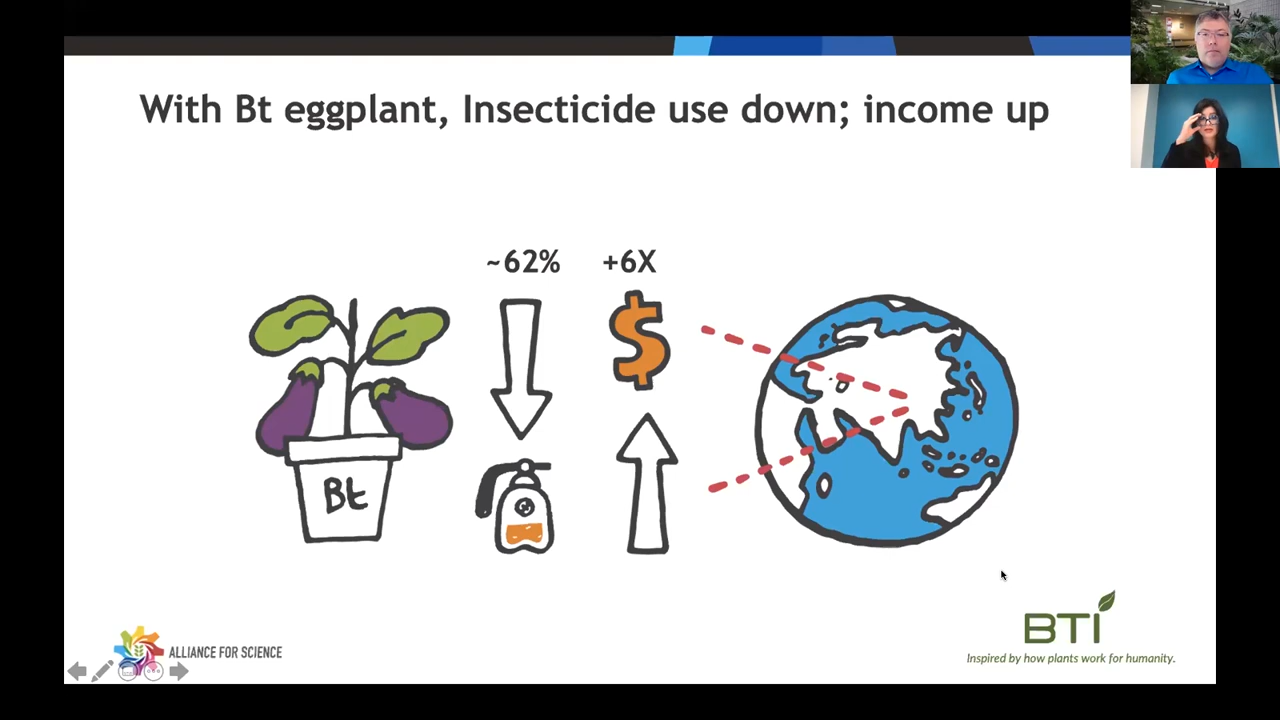 With Bt eggplant, Insecticide use down; income up
~62% +6X
Bt
ALLIANCE FOR SCIENCE
BTI
Inspired by how plants work for humanity.